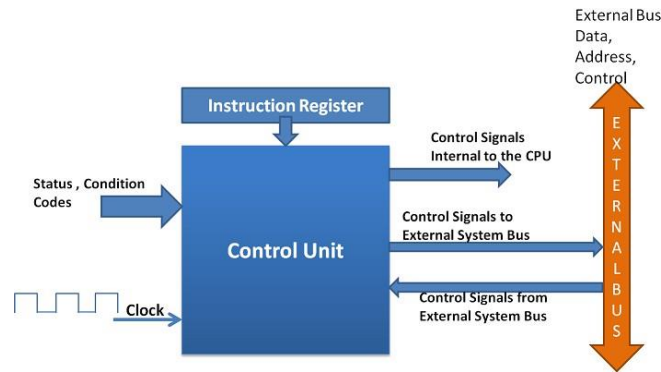 External Bus
Data,
Address,
Control
Instruction Register
Control Signals
Internal to the CPU
Status , Condition
Codes
Control Signals to
External System Bus
Control Unit
Control Signals from
External System Bus
Clock
EXTERNALBUS